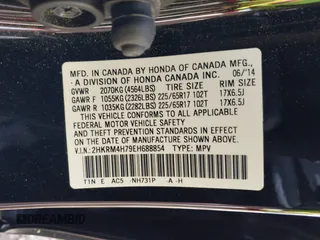 MFD. IN CANADA BY HONDA OF CANADA MFG.,
- A DIVISION OF HONDA CANADA INC. 06/'14
GVWR 2070KG (4564LBS) TIRE SIZE RIM SIZE
GAWR F 1055KG (2326LBS) 225/65R17 102T 17X6.5J
GAWR R 1035KG (2282LBS) 225/65R17 102T 17X6.5J
THIS VEHICLE CONFORMS TO ALL APPLICABLE
FEDERAL MOTOR VEHICLE SAFETY STANDARDS
IN EFFECT ON THE DATE OF MANUFACTURE SHOWN ABOVE.
V.I.N.: 2HKRM4H79EH688854 TYPE: MPV
T1N E AC5 NH731P A -H
DREAMBID